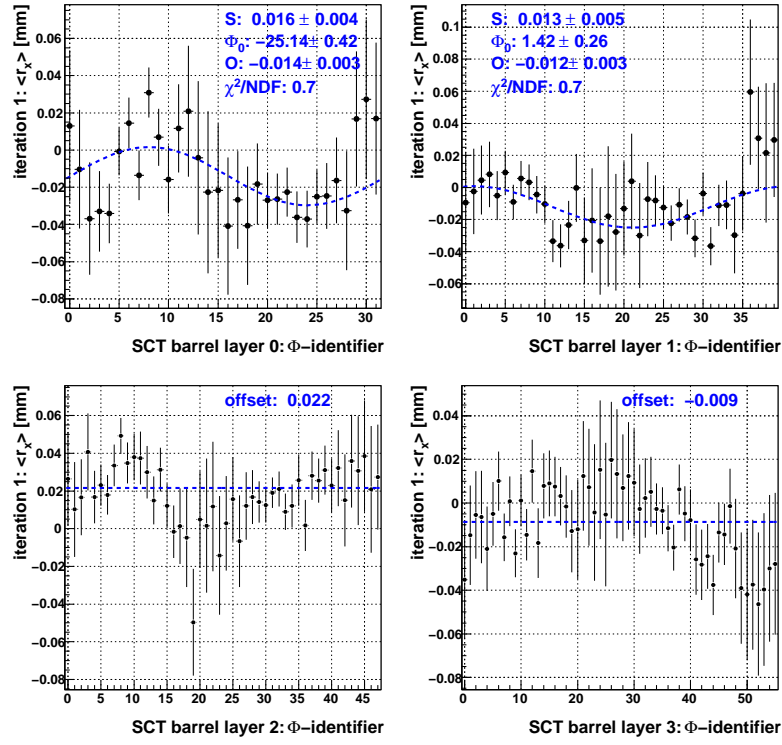 S: 0.016 ± 0.004
Φ₀: −25.14± 0.42
O: −0.014± 0.003
χ²/NDF: 0.7
iteration 1: <rₓ> [mm]
0.06
0.04
0.02
0
−0.02
−0.04
−0.06
−0.08
0 5 10 15 20 25 30
SCT barrel layer 0: Φ−identifier
S: 0.013 ± 0.005
Φ₀: 1.42 ± 0.26
O: −0.012± 0.003
χ²/NDF: 0.7
iteration 1: <rₓ> [mm]
0.1
0.08
0.06
0.04
0.02
0
−0.02
−0.04
−0.06
−0.08
0 5 10 15 20 25 30 35
SCT barrel layer 1: Φ−identifier
offset: 0.022
iteration 1: <rₓ> [mm]
0.06
0.04
0.02
0
−0.02
−0.04
−0.06
−0.08
0 5 10 15 20 25 30 35 40 45
SCT barrel layer 2: Φ−identifier
offset: −0.009
iteration 1: <rₓ> [mm]
0.04
0.02
0
−0.02
−0.04
−0.06
−0.08
0 10 20 30 40 50
SCT barrel layer 3: Φ−identifier